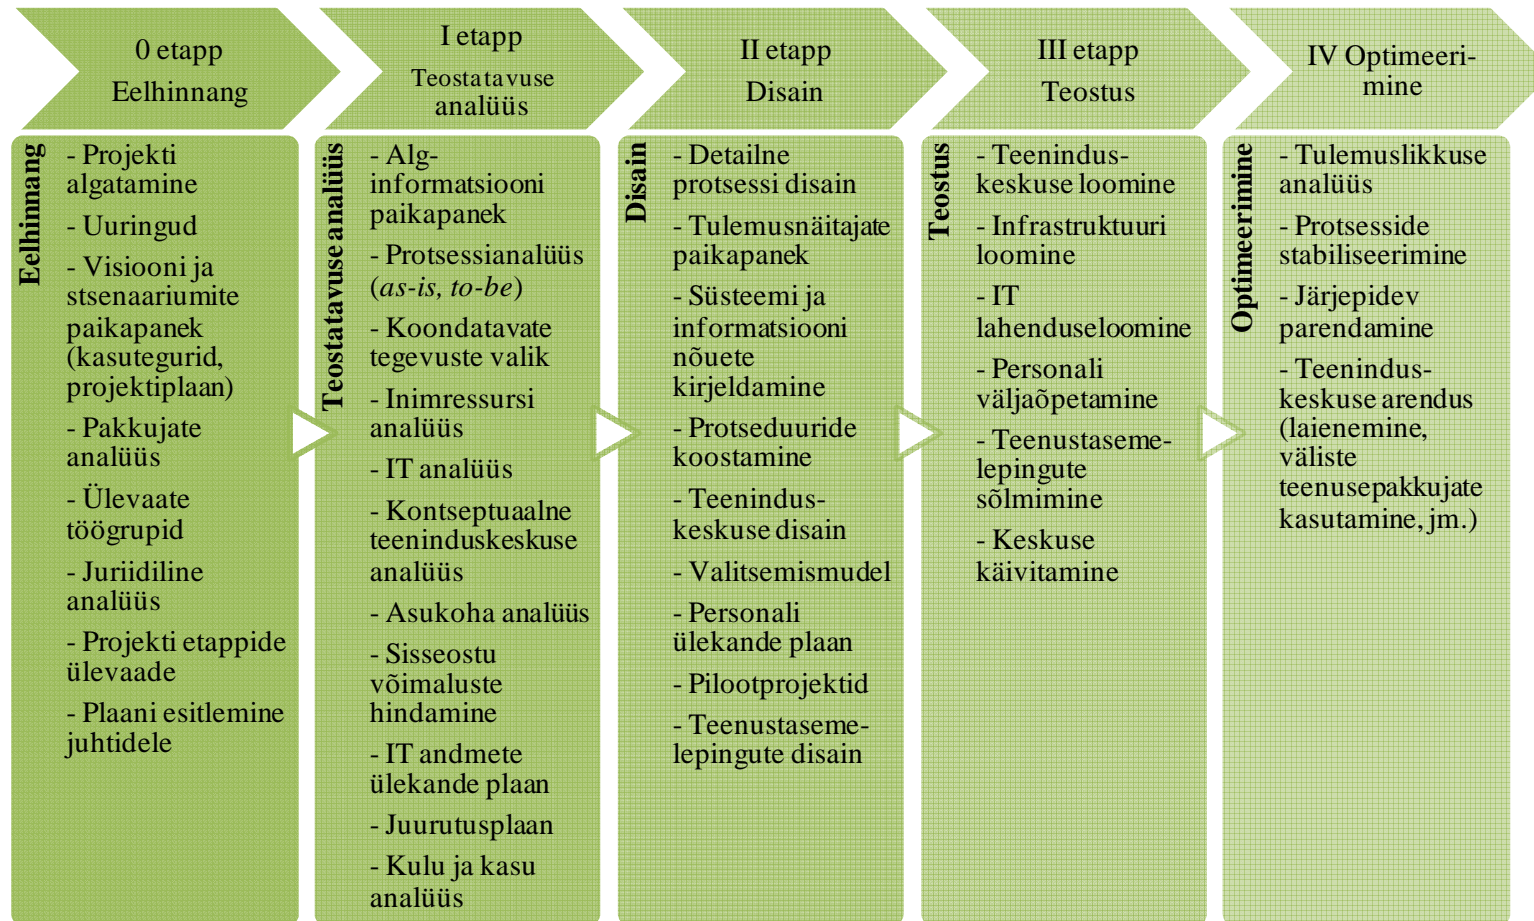 0 etapp
Eelhinnang
I etapp
Teostatavuse
analüüs
II etapp
Disain
III etapp
Teostus
IV Optimeeri-
mine
Eelhinnang
- Projekti
algatamine
- Uuringud
- Visiooni ja
stsenaariumite
paikapanek
(kasutegurid,
projektiplaan)
- Pakkujate
analüüs
- Ülevaate
töögrupid
- Juriidiline
analüüs
- Projekti etappide
ülevaade
- Plaani esitlemine
juhtidele
Teostatavuse analüüs
- Alg-
informatsiooni
paikapanek
- Protsessianalüüs
(as-is, to-be)
- Koondatavate
tegevuste valik
- Inimressursi
analüüs
- IT analüüs
- Kontseptuaalne
teeninduskeskuse
analüüs
- Asukoha analüüs
- Sisseostu
võimaluste
hindamine
- IT andmete
ülekande plaan
- Juurutusplaan
- Kulu ja kasu
analüüs
Disain
- Detailne
protsessi disain
- Tulemusnäitajate
paikapanek
- Süsteemi ja
informatsiooni
nõuete
kirjeldamine
- Protseduuride
koostamine
- Teenindus-
keskuse disain
- Valitsemismudel
- Personali
ülekande plaan
- Pilootprojektid
- Teenustaseme-
lepingute disain
Teostus
- Teenindus-
keskuse loomine
- Infrastruktuuri
loomine
- IT
lahenduseloomine
- Personali
väljaõpetamine
- Teenustaseme-
lepingute
sõlmimine
- Keskuse
käivitamine
Optimeerimine
- Tulemuslikkuse
analüüs
- Protsesside
stabiliseerimine
- Järjepidev
parendamine
- Teenindus-
keskuse arendus
(laienemine,
väliste
teenusepakkujate
kasutamine, jm.)